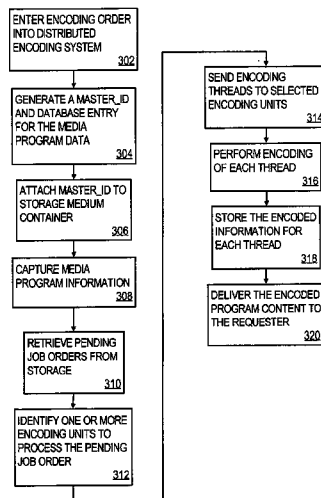 ENTER ENCODING ORDER
INTO DISTRIBUTED
ENCODING SYSTEM
302
GENERATE A MASTER_ID
AND DATABASE ENTRY
FOR THE MEDIA
PROGRAM DATA
304
ATTACH MASTER_ID TO
STORAGE MEDIUM
CONTAINER
306
CAPTURE MEDIA
PROGRAM INFORMATION
308
RETRIEVE PENDING
JOB ORDERS FROM
STORAGE
310
IDENTIFY ONE OR MORE
ENCODING UNITS TO
PROCESS THE PENDING
JOB ORDER
312
SEND ENCODING
THREADS TO SELECTED
ENCODING UNITS
314
PERFORM ENCODING
OF EACH THREAD
316
STORE THE ENCODED
INFORMATION FOR
EACH THREAD
318
DELIVER THE ENCODED
PROGRAM CONTENT TO
THE REQUESTER
320